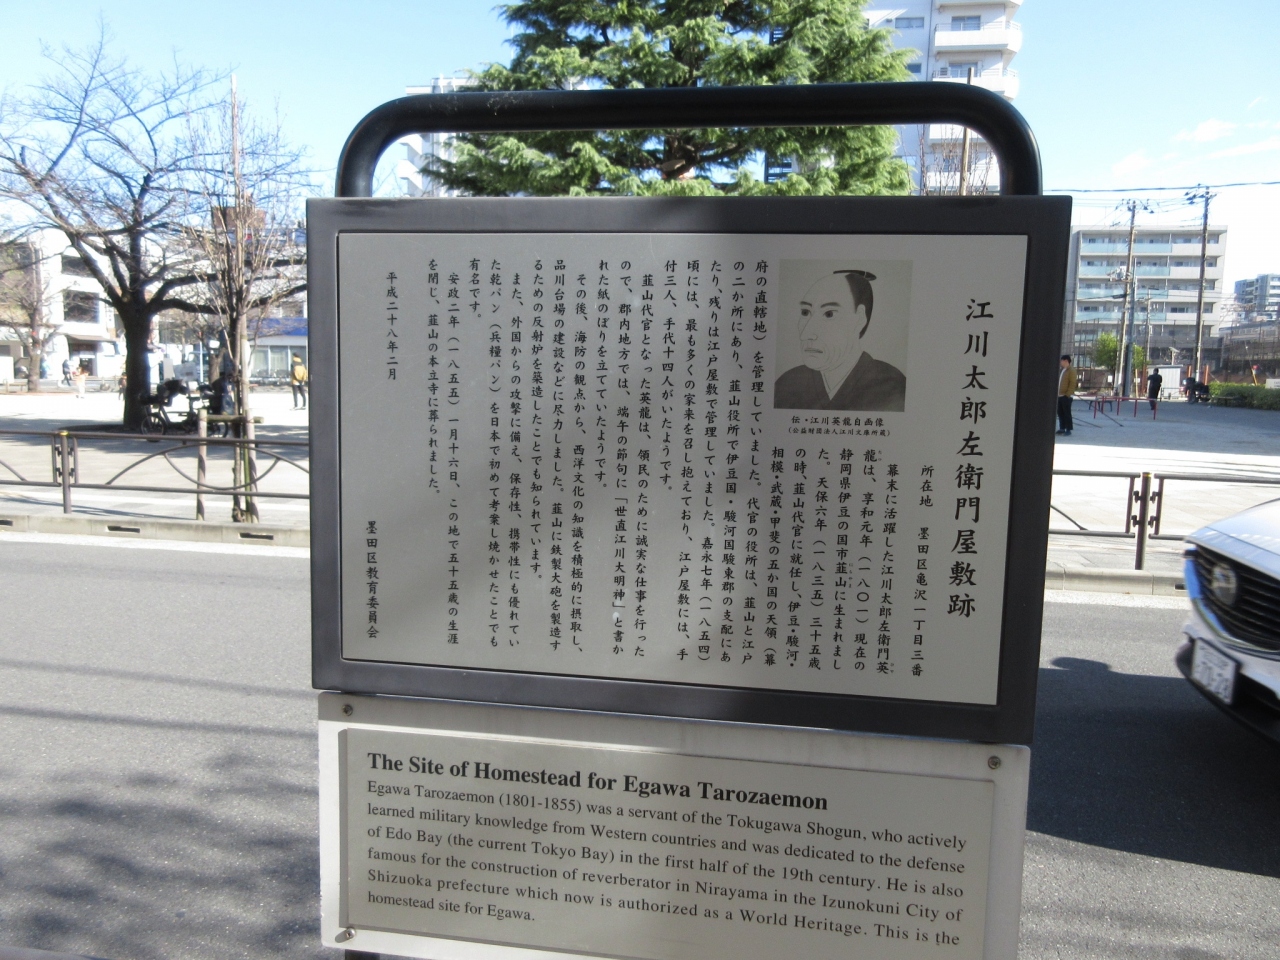 江川太郎左衛門屋敷跡
所在地　墨田区亀沢一丁目三番
幕末に活躍した江川太郎左衛門英
龍は、享和元年（一八〇一）現在の
静岡県伊豆の国市韮山に生まれまし
た。天保六年（一八三五）三十五歳
の時、韮山代官に就任し、伊豆・駿河・
相模・武蔵・甲斐の五か国の天領（幕
府の直轄地）を管理していました。代官の役所は、韮山と江戸
の二か所にあり、韮山役所で伊豆国・駿河国駿東郡の支配にあ
たり、残りは江戸屋敷で管理していました。嘉永七年（一八五四）
頃には、最も多くの家来を召し抱えており、江戸屋敷には、手
付三人、手代十四人がいたようです。
韮山代官となった英龍は、領民のために誠実な仕事を行った
ので、郡内地方では、端午の節句に「世直江川大明神」と書か
れた紙のぼりを立てていたようです。
その後、海防の観点から、西洋文化の知識を積極的に摂取し、
品川台場の建設などに尽力しました。韮山に鉄製大砲を製造す
るための反射炉を築造したことでも知られています。
また、外国からの攻撃に備え、保存性、携帯性にも優れてい
た乾パン（兵糧パン）を日本で初めて考案し焼かせたことでも
有名です。
安政二年（一八五五）一月十六日、この地で五十五歳の生涯
を閉じ、韮山の本立寺に葬られました。
平成二十八年二月
墨田区教育委員会
伝・江川英龍自画像
（公益財団法人江川文庫所蔵）
The Site of Homestead for Egawa Tarozaemon
Egawa Tarozaemon (1801-1855) was a servant of the Tokugawa Shogun, who actively
learned military knowledge from Western countries and was dedicated to the defense
of Edo Bay (the current Tokyo Bay) in the first half of the 19th century. He is also
famous for the construction of reverberator in Nirayama in the Izunokuni City of
Shizuoka prefecture which now is authorized as a World Heritage. This is the
homestead site for Egawa.